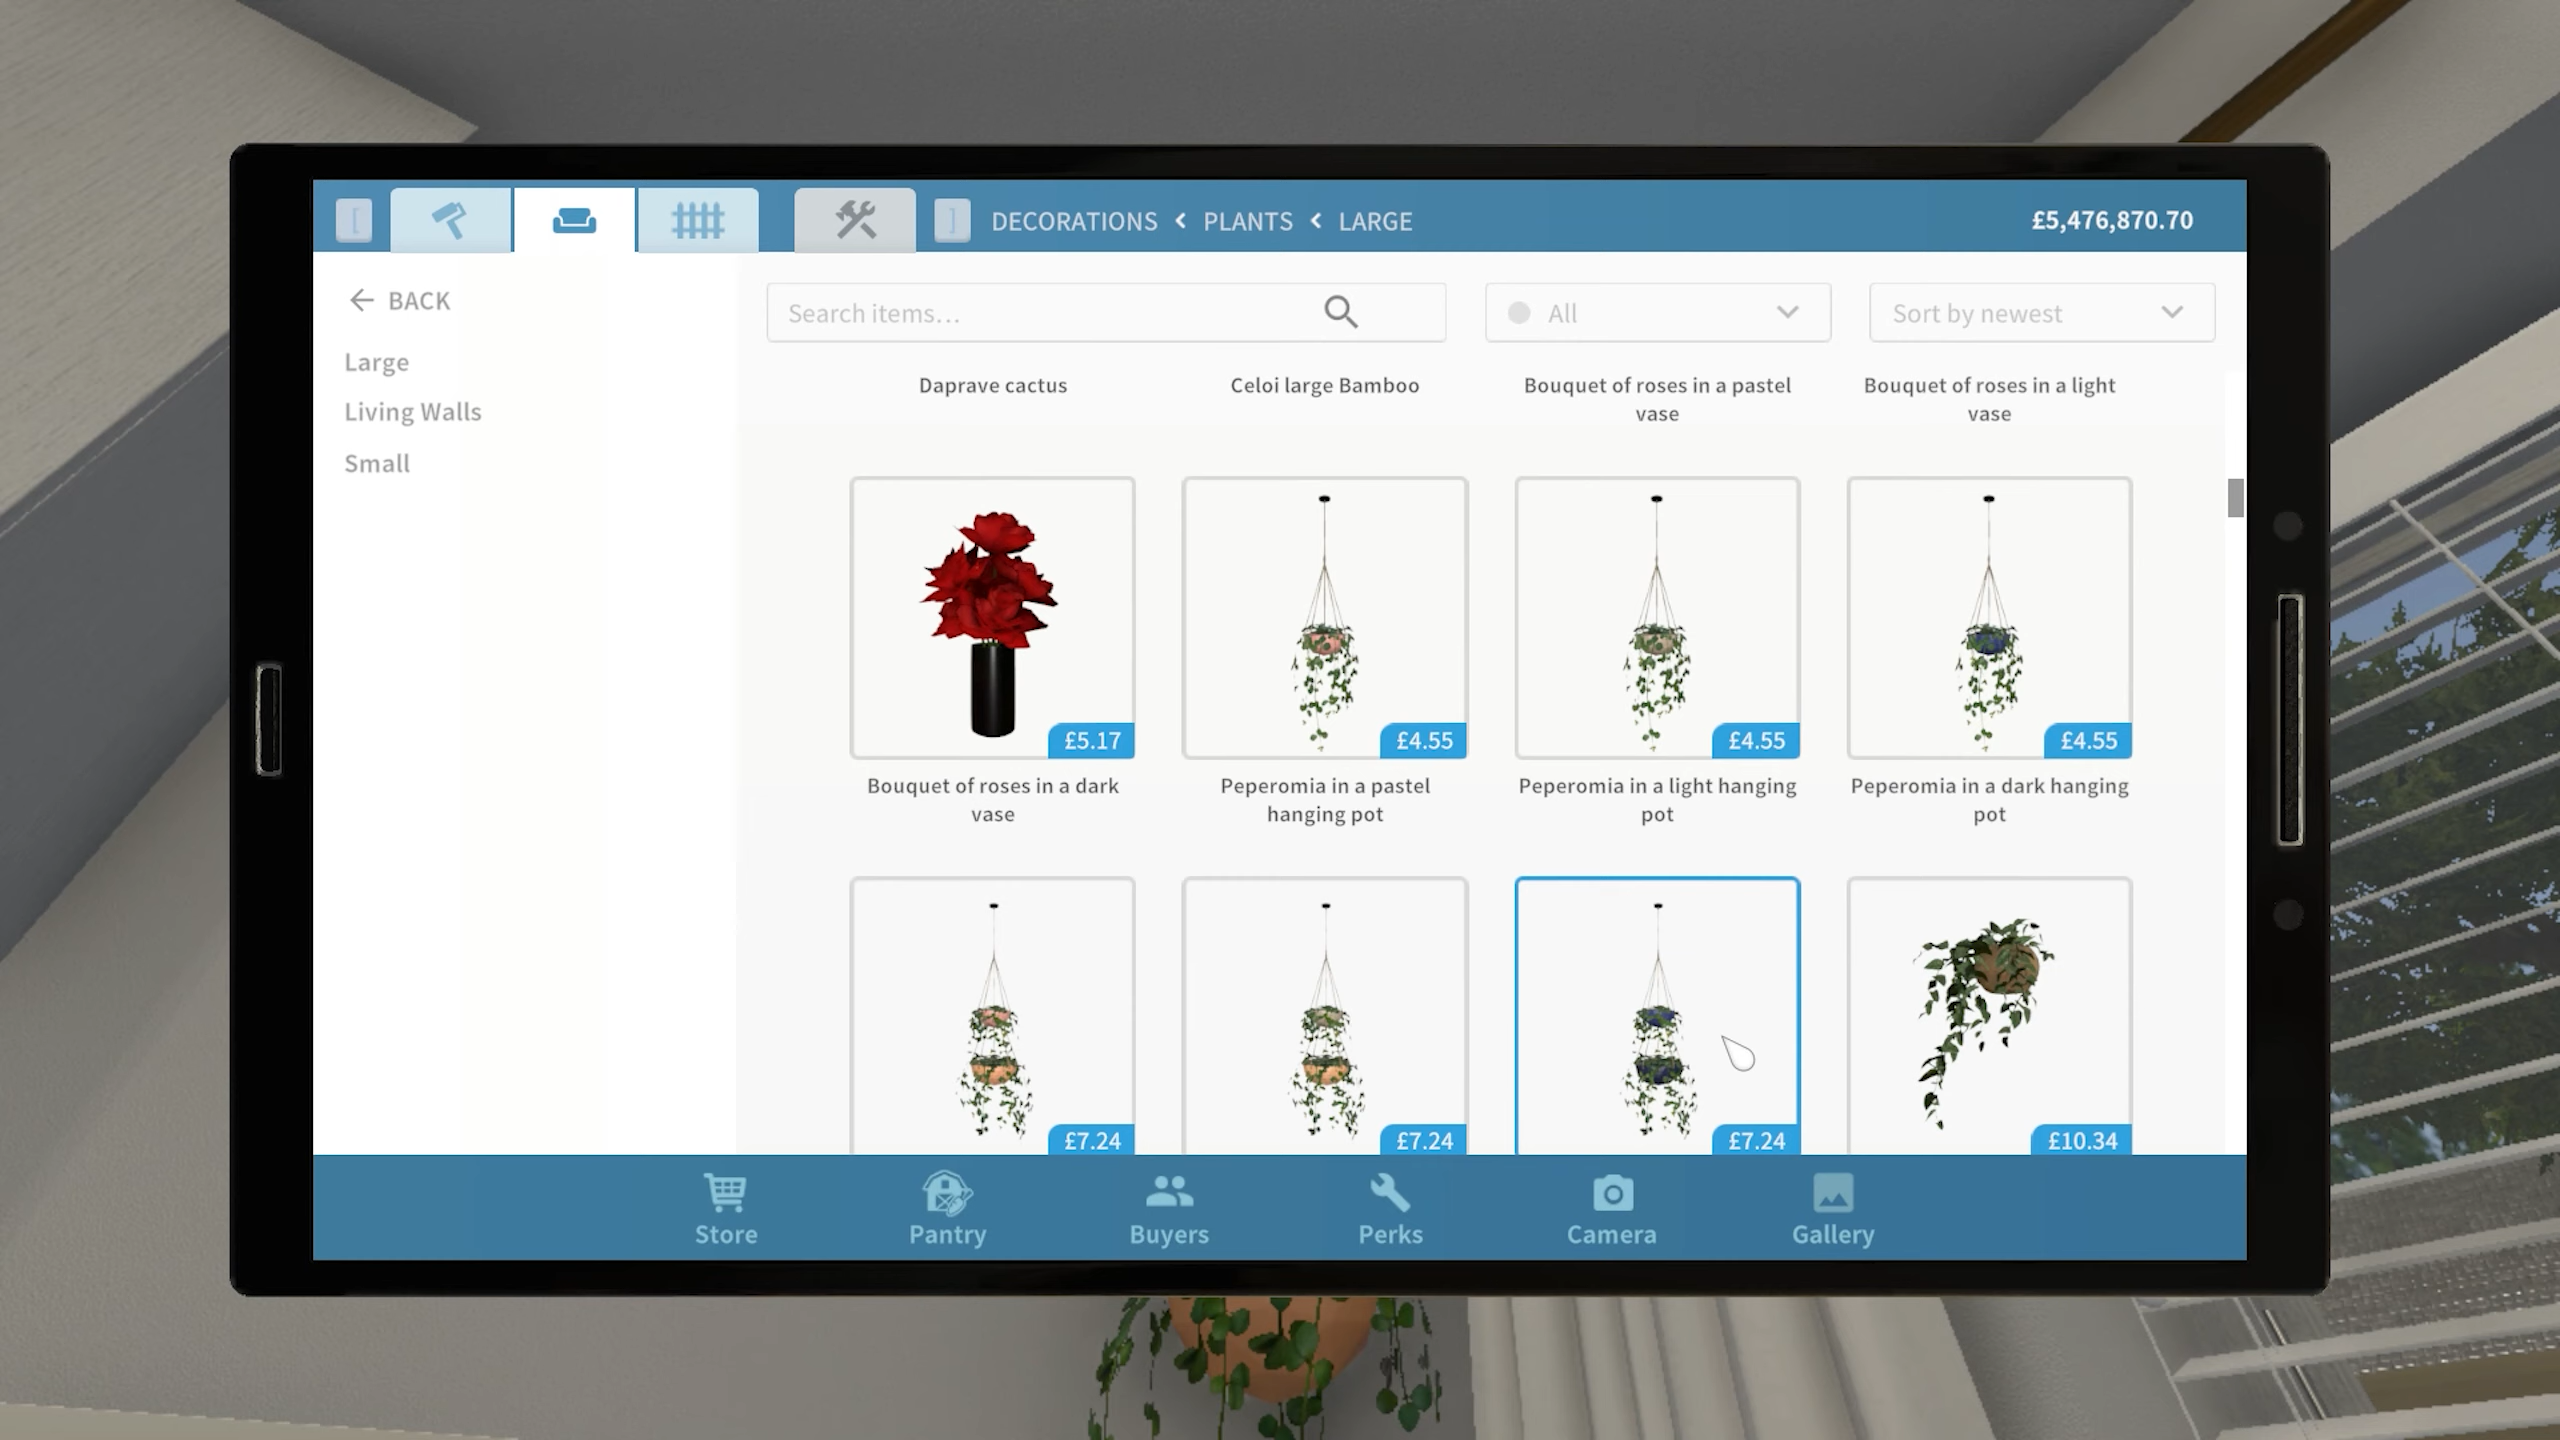 [
]
DECORATIONS < PLANTS < LARGE
£5,476,870.70
BACK
Large
Living Walls
Small
Search items...
All
Sort by newest
Daprave cactus
Celoi large Bamboo
Bouquet of roses in a pastel
vase
Bouquet of roses in a light
vase
£5.17
£4.55
£4.55
£4.55
Bouquet of roses in a dark
vase
Peperomia in a pastel
hanging pot
Peperomia in a light hanging
pot
Peperomia in a dark hanging
pot
£7.24
£7.24
£7.24
£10.34
Store
Pantry
Buyers
Perks
Camera
Gallery